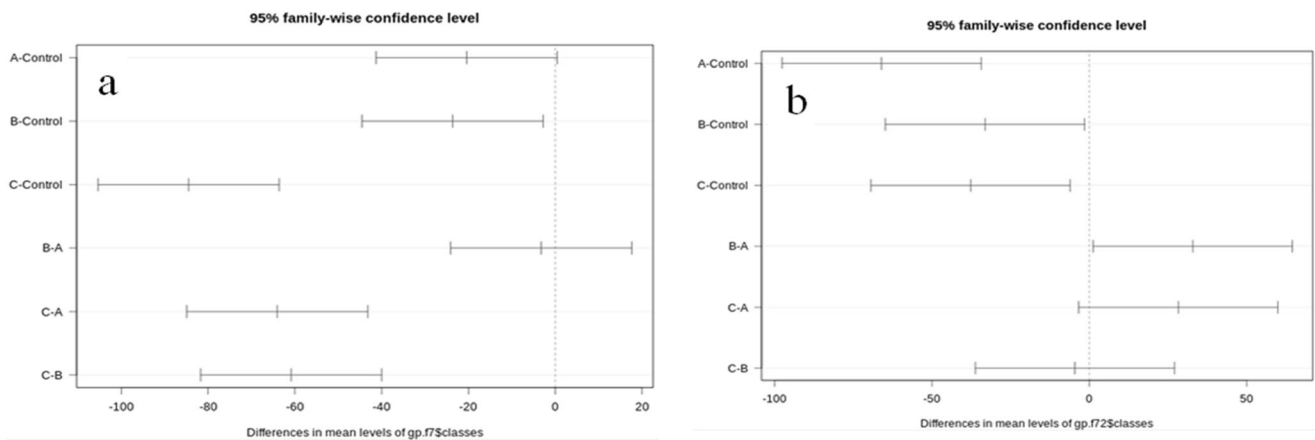 95% family-wise confidence level
a
A-Control
B-Control
C-Control
B-A
C-A
C-B
-100 -80 -60 -40 -20 0 20
Differences in mean levels of gp.f7$classes
95% family-wise confidence level
b
A-Control
B-Control
C-Control
B-A
C-A
C-B
-100 -50 0 50
Differences in mean levels of gp.f72$classes